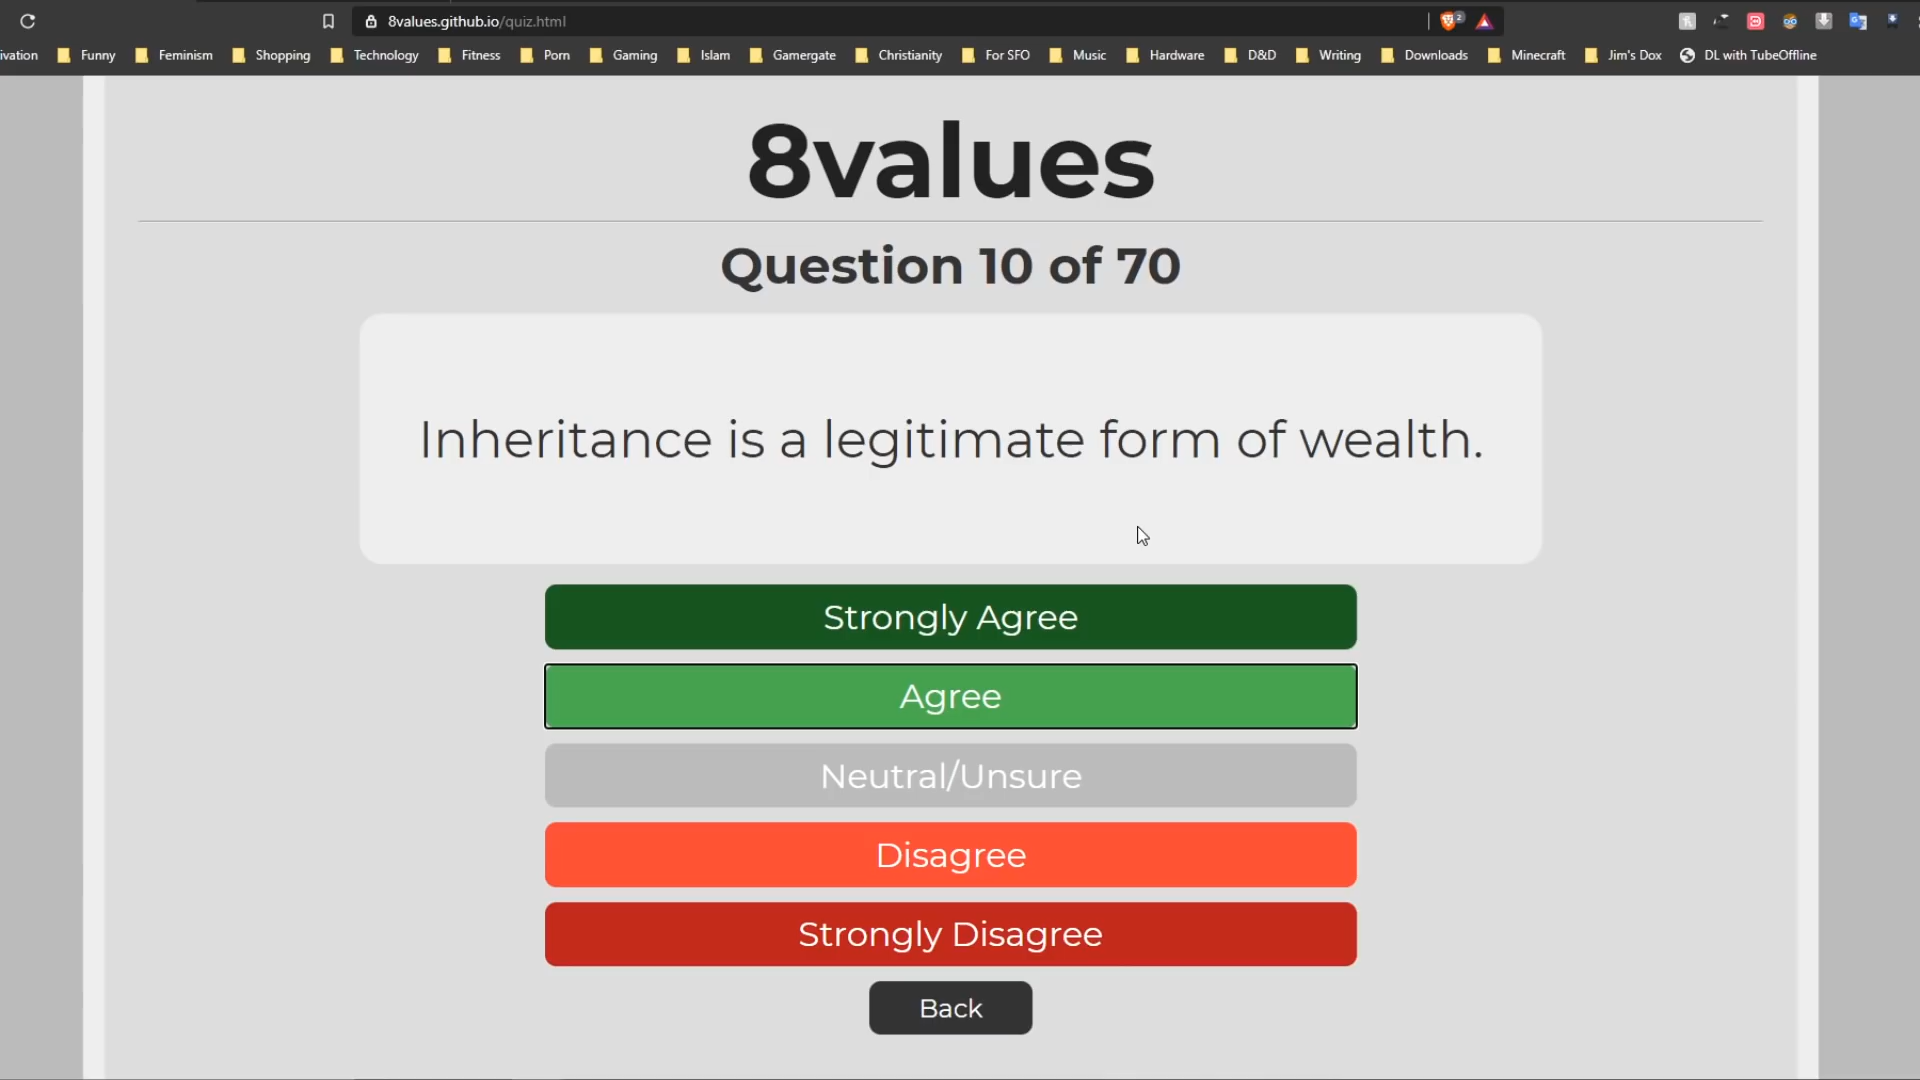 8values.github.io/quiz.html 2
ivation Funny Feminism Shopping Technology Fitness Porn Gaming Islam Gamergate Christianity For SFO Music Hardware D&D Writing Downloads Minecraft Jim's Dox DL with TubeOffline
8values
Question 10 of 70
Inheritance is a legitimate form of wealth.
Strongly Agree
Agree
Neutral/Unsure
Disagree
Strongly Disagree
Back